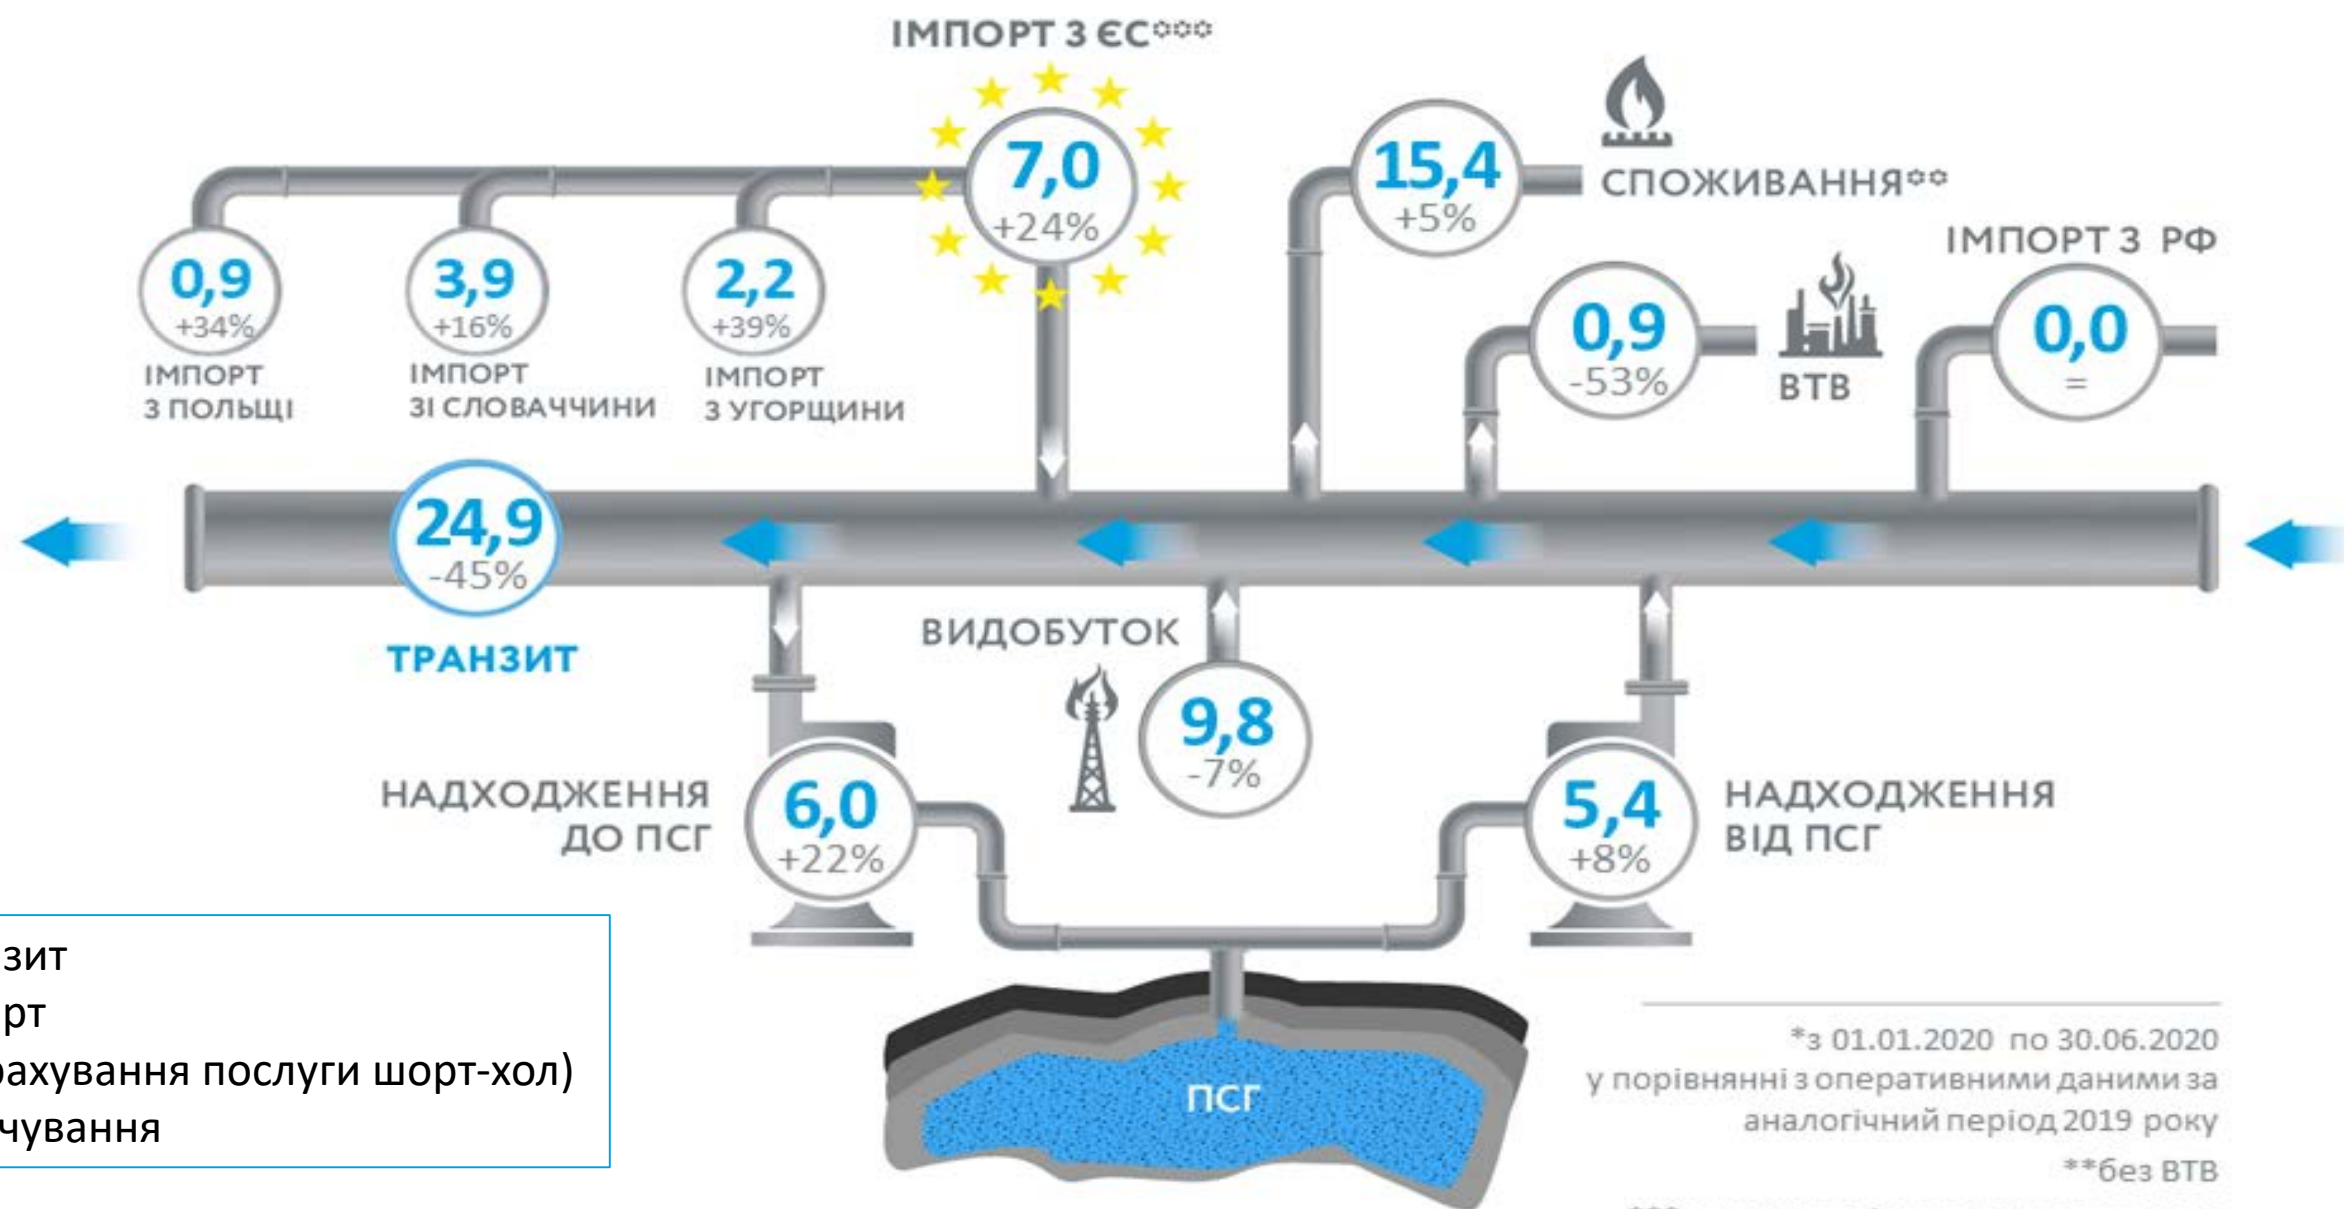 ІМПОРТ З ЄС***
7,0
+24%
0,9
+34%
ІМПОРТ
З ПОЛЬЩІ
3,9
+16%
ІМПОРТ
ЗІ СЛОВАЧЧИНИ
2,2
+39%
ІМПОРТ
З УГОРЩИНИ
15,4
+5%
СПОЖИВАННЯ**
0,9
-53%
ВТВ
ІМПОРТ З РФ
0,0
=
24,9
-45%
ТРАНЗИТ
ВИДОБУТОК
9,8
-7%
НАДХОДЖЕННЯ
ДО ПСГ
6,0
+22%
5,4
+8%
НАДХОДЖЕННЯ
ВІД ПСГ
ПСГ
зит
рт
рахування послуги шорт-хол)
чування
*з 01.01.2020 по 30.06.2020
у порівнянні з оперативними даними за
аналогічний період 2019 року
**без ВТВ